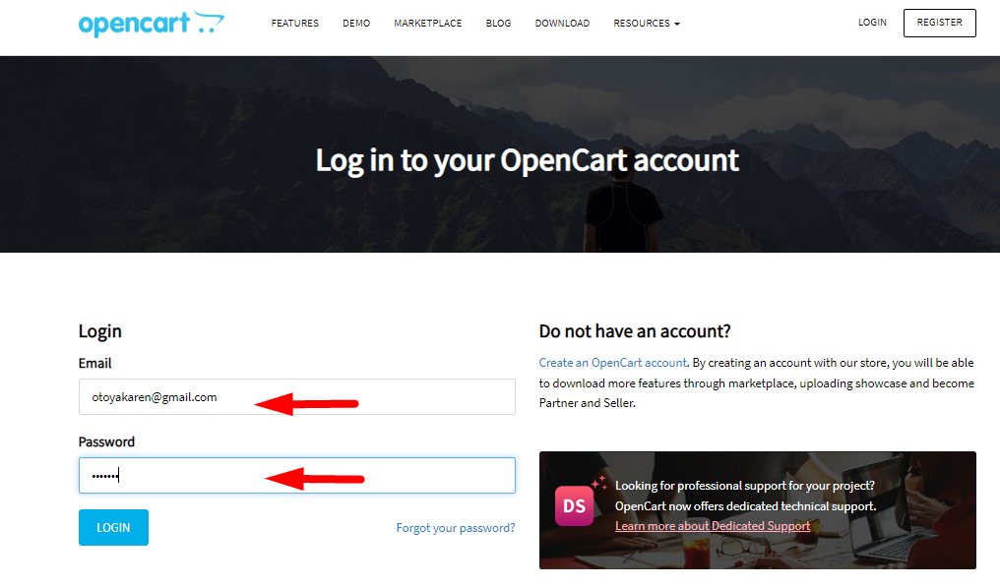 opencart
FEATURES DEMO MARKETPLACE BLOG DOWNLOAD RESOURCES LOGIN REGISTER
Log in to your OpenCart account
Login
Email
otoyakaren@gmail.com
Password
•••••••
LOGIN
Forgot your password?
Do not have an account?
Create an OpenCart account. By creating an account with our store, you will be able
to download more features through marketplace, uploading showcase and become
Partner and Seller.
DS
Looking for professional support for your project?
OpenCart now offers dedicated technical support.
Learn more about Dedicated Support